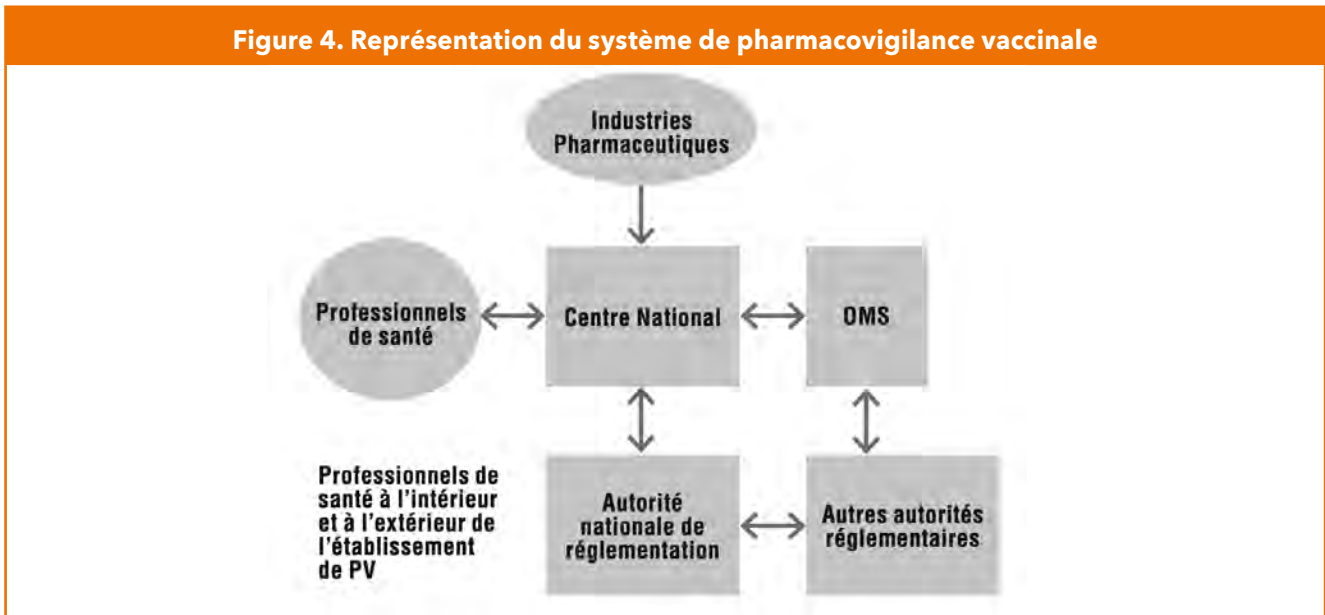 Figure 4. Représentation du système de pharmacovigilance vaccinale
Industries
Pharmaceutiques
Professionnels
de santé
Centre National
OMS
Professionnels de
santé à l'intérieur
et à l'extérieur de
l'établissement
de PV
Autorité
nationale de
réglementation
Autres autorités
réglementaires